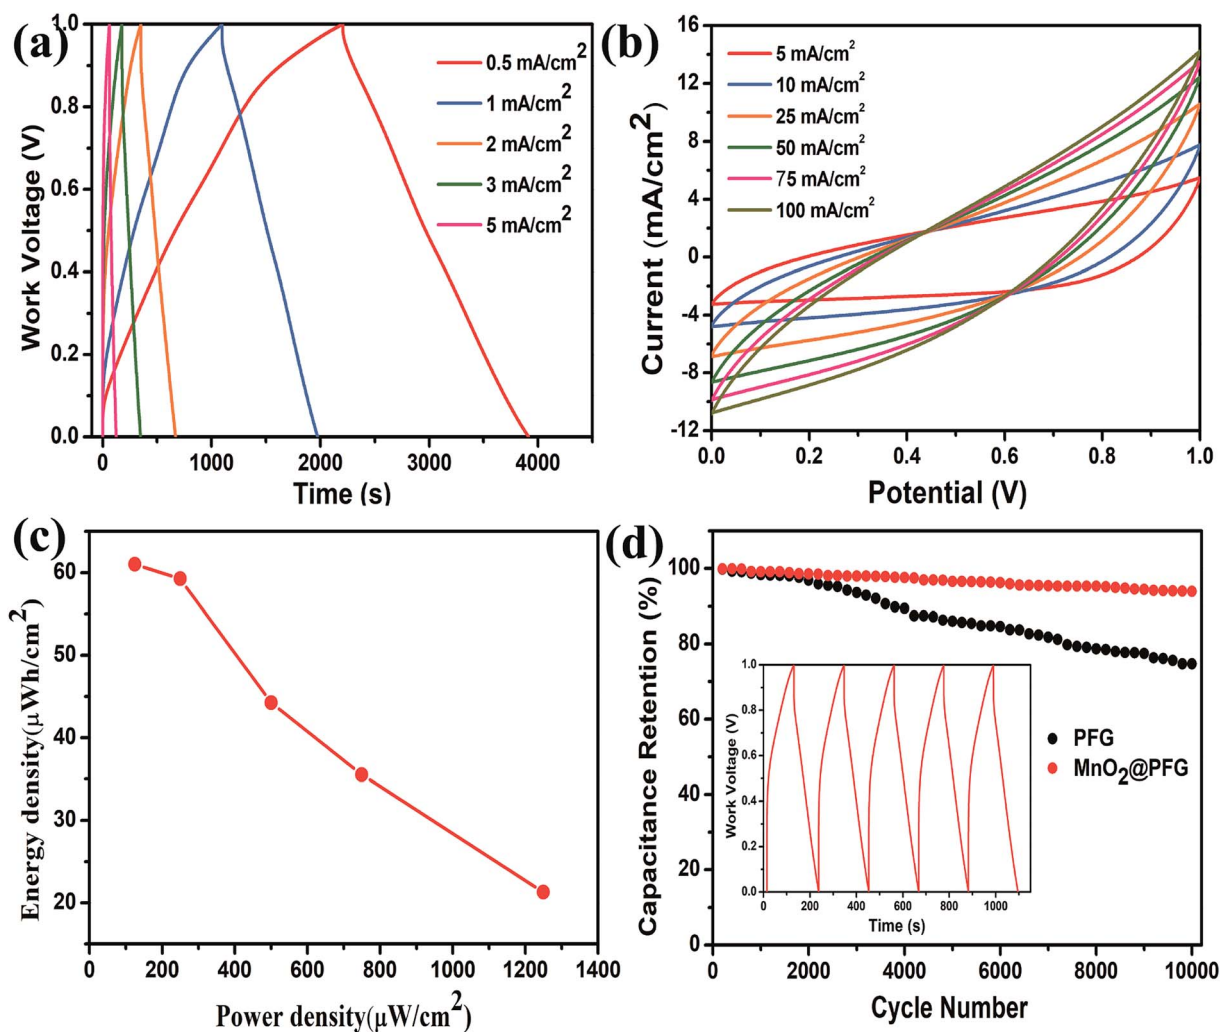 (a)
1.0
0.8
0.6
0.4
0.2
0.0
Work Voltage (V)
0.5 mA/cm²
1 mA/cm²
2 mA/cm²
3 mA/cm²
5 mA/cm²
0 1000 2000 3000 4000
Time (s)
(b)
16
12
8
4
0
-4
-8
-12
Current (mA/cm²)
5 mA/cm²
10 mA/cm²
25 mA/cm²
50 mA/cm²
75 mA/cm²
100 mA/cm²
0.0 0.2 0.4 0.6 0.8 1.0
Potential (V)
(c)
60
50
40
30
20
Energy density(μWh/cm²)
0 200 400 600 800 1000 1200 1400
Power density(μW/cm²)
(d)
100
80
60
40
20
0
Capacitance Retention (%)
PFG
MnO₂@PFG
1.0
0.8
0.6
0.4
0.2
0.0
Work Voltage (V)
0 200 400 600 800 1000
Time (s)
0 2000 4000 6000 8000 10000
Cycle Number